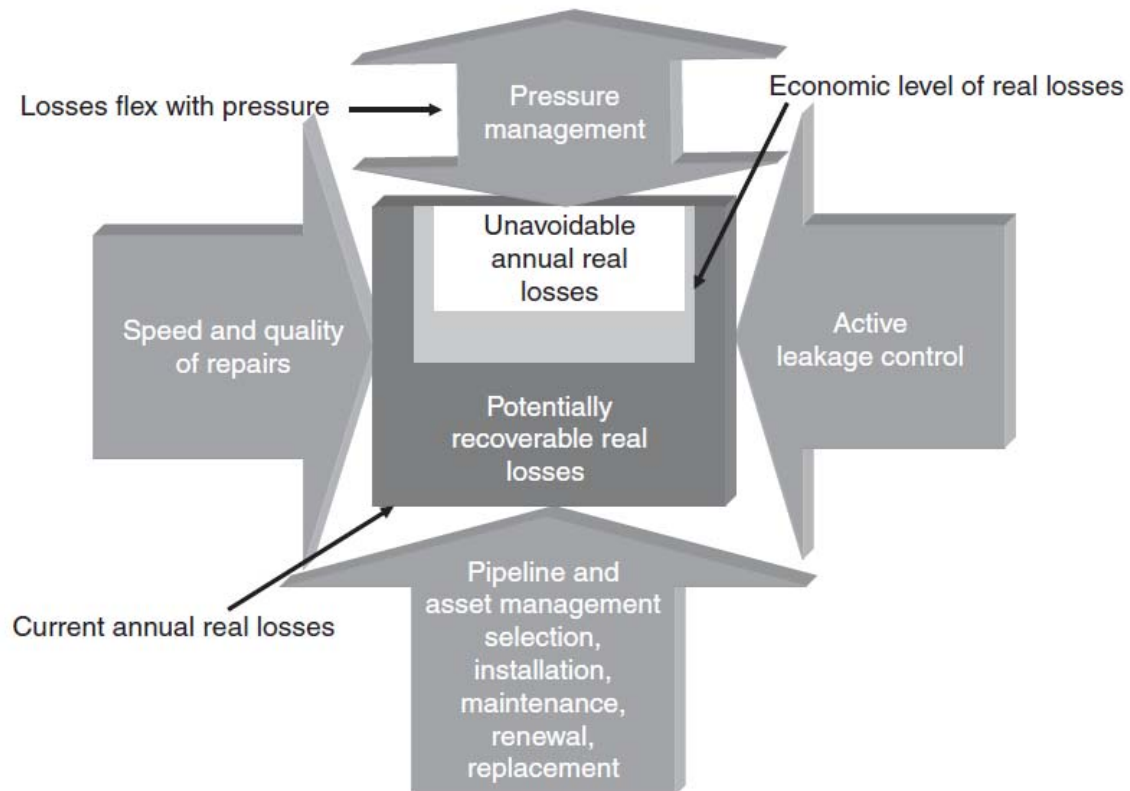 Pressure
management
Losses flex with pressure
Economic level of real losses
Unavoidable
annual real
losses
Speed and quality
of repairs
Active
leakage control
Potentially
recoverable real
losses
Current annual real losses
Pipeline and
asset management
selection,
installation,
maintenance,
renewal,
replacement